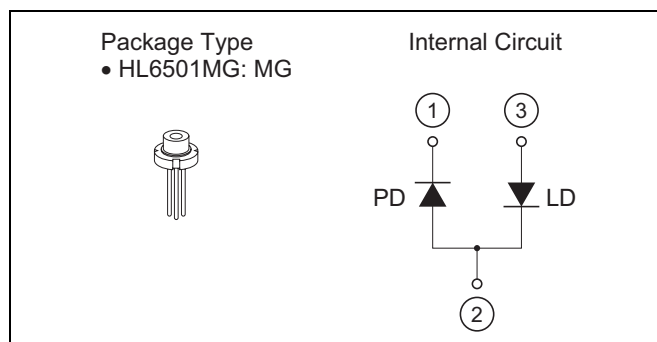 Package Type
• HL6501MG: MG
Internal Circuit
1
3
PD
LD
2